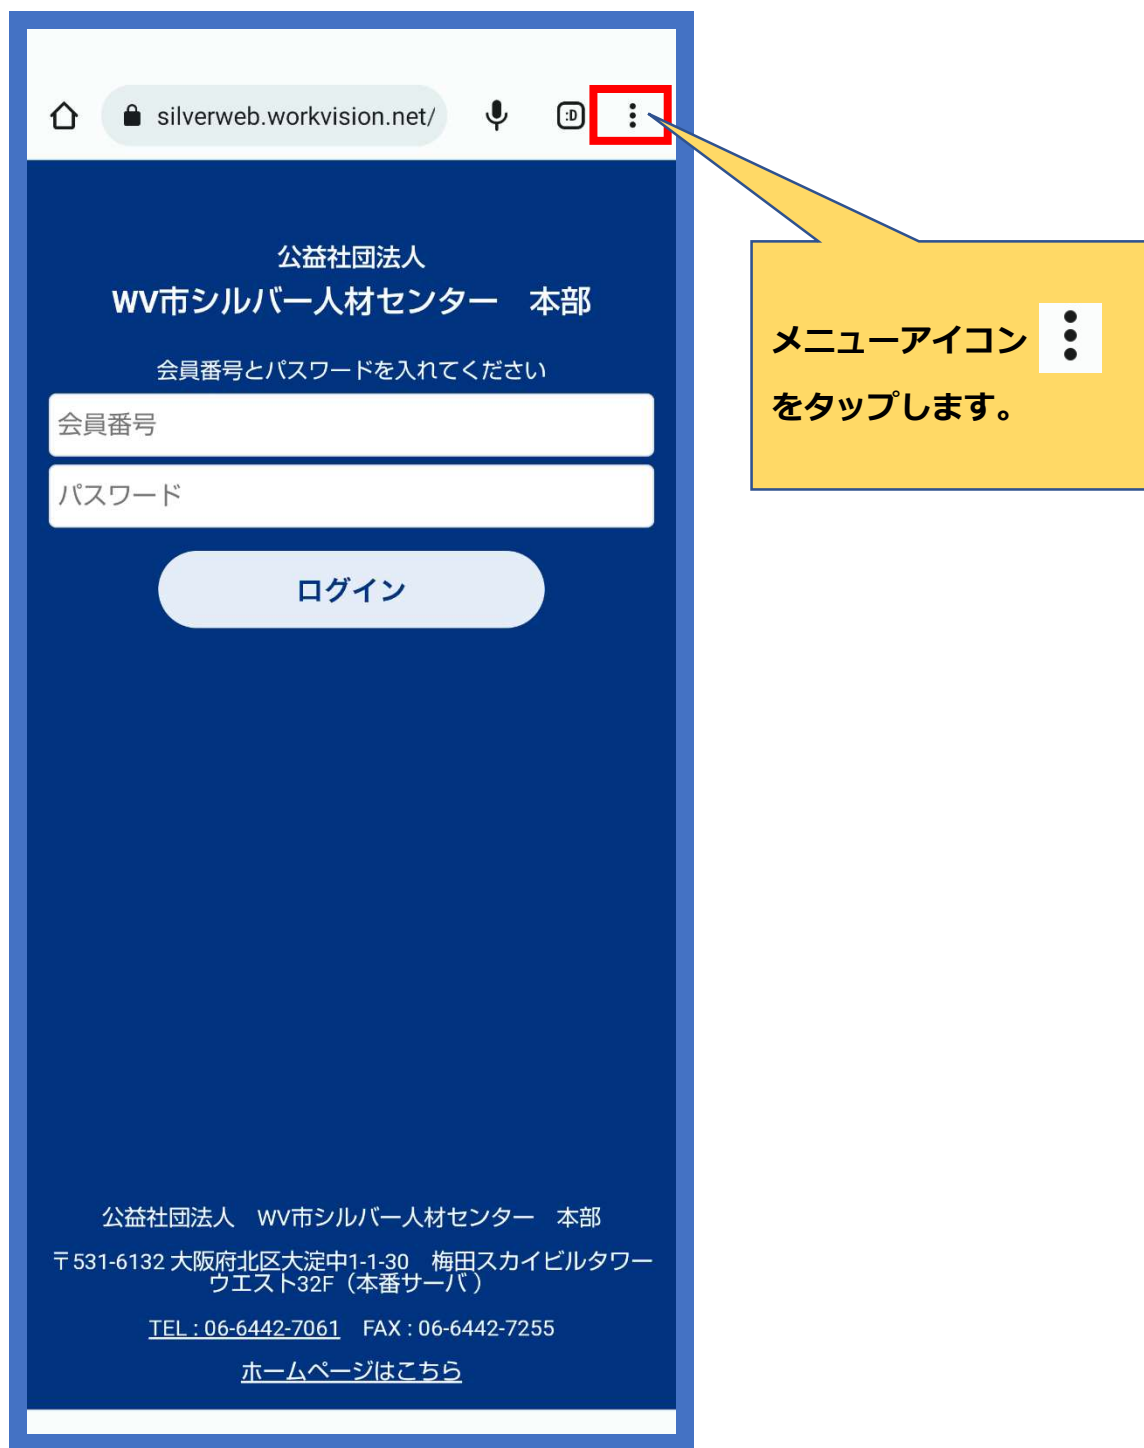 silverweb.workvision.net/
:D
公益社団法人
WV市シルバー人材センター　本部
会員番号とパスワードを入れてください
会員番号
パスワード
ログイン
メニューアイコン
をタップします。
公益社団法人　WV市シルバー人材センター　本部
〒531-6132 大阪府北区大淀中1-1-30　梅田スカイビルタワー
ウエスト32F（本番サーバ）
TEL : 06-6442-7061　FAX : 06-6442-7255
ホームページはこちら